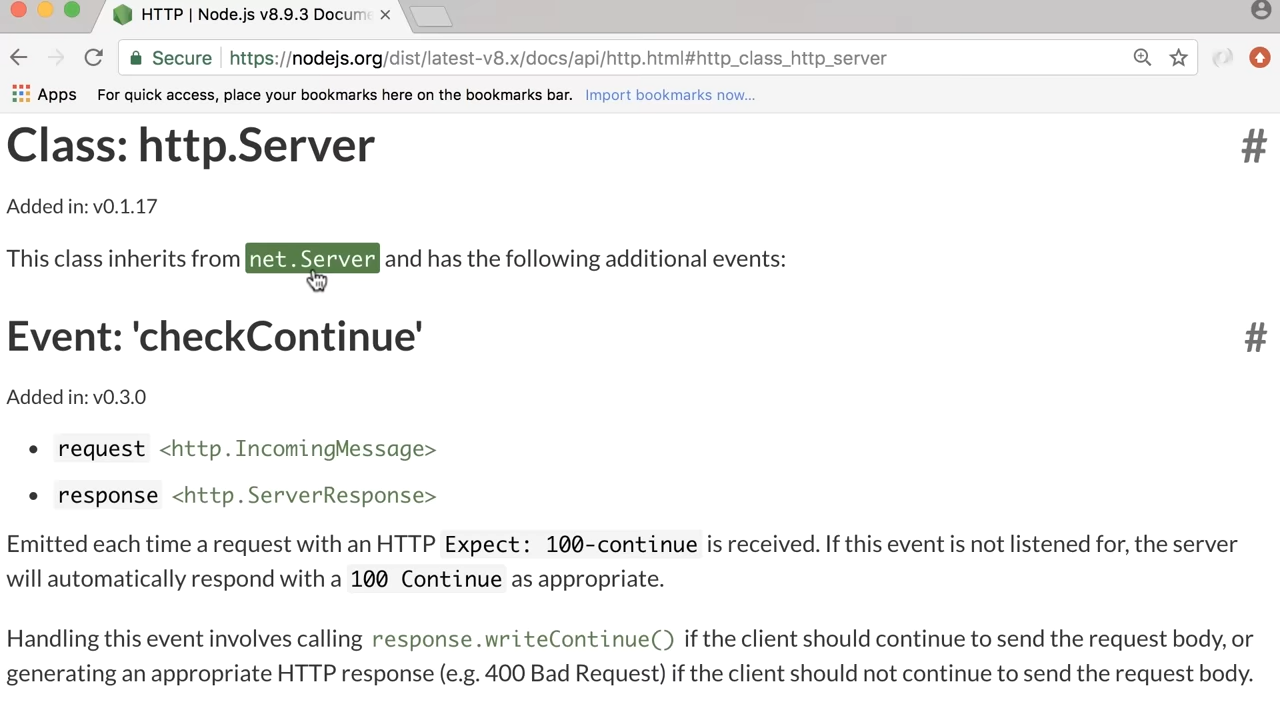 HTTP | Node.js v8.9.3 Docume
Secure https://nodejs.org/dist/latest-v8.x/docs/api/http.html#http_class_http_server
Apps For quick access, place your bookmarks here on the bookmarks bar. Import bookmarks now...
Class: http.Server #
Added in: v0.1.17
This class inherits from net.Server and has the following additional events:
Event: 'checkContinue' #
Added in: v0.3.0
• request <http.IncomingMessage>
• response <http.ServerResponse>
Emitted each time a request with an HTTP Expect: 100-continue is received. If this event is not listened for, the server
will automatically respond with a 100 Continue as appropriate.
Handling this event involves calling response.writeContinue() if the client should continue to send the request body, or
generating an appropriate HTTP response (e.g. 400 Bad Request) if the client should not continue to send the request body.